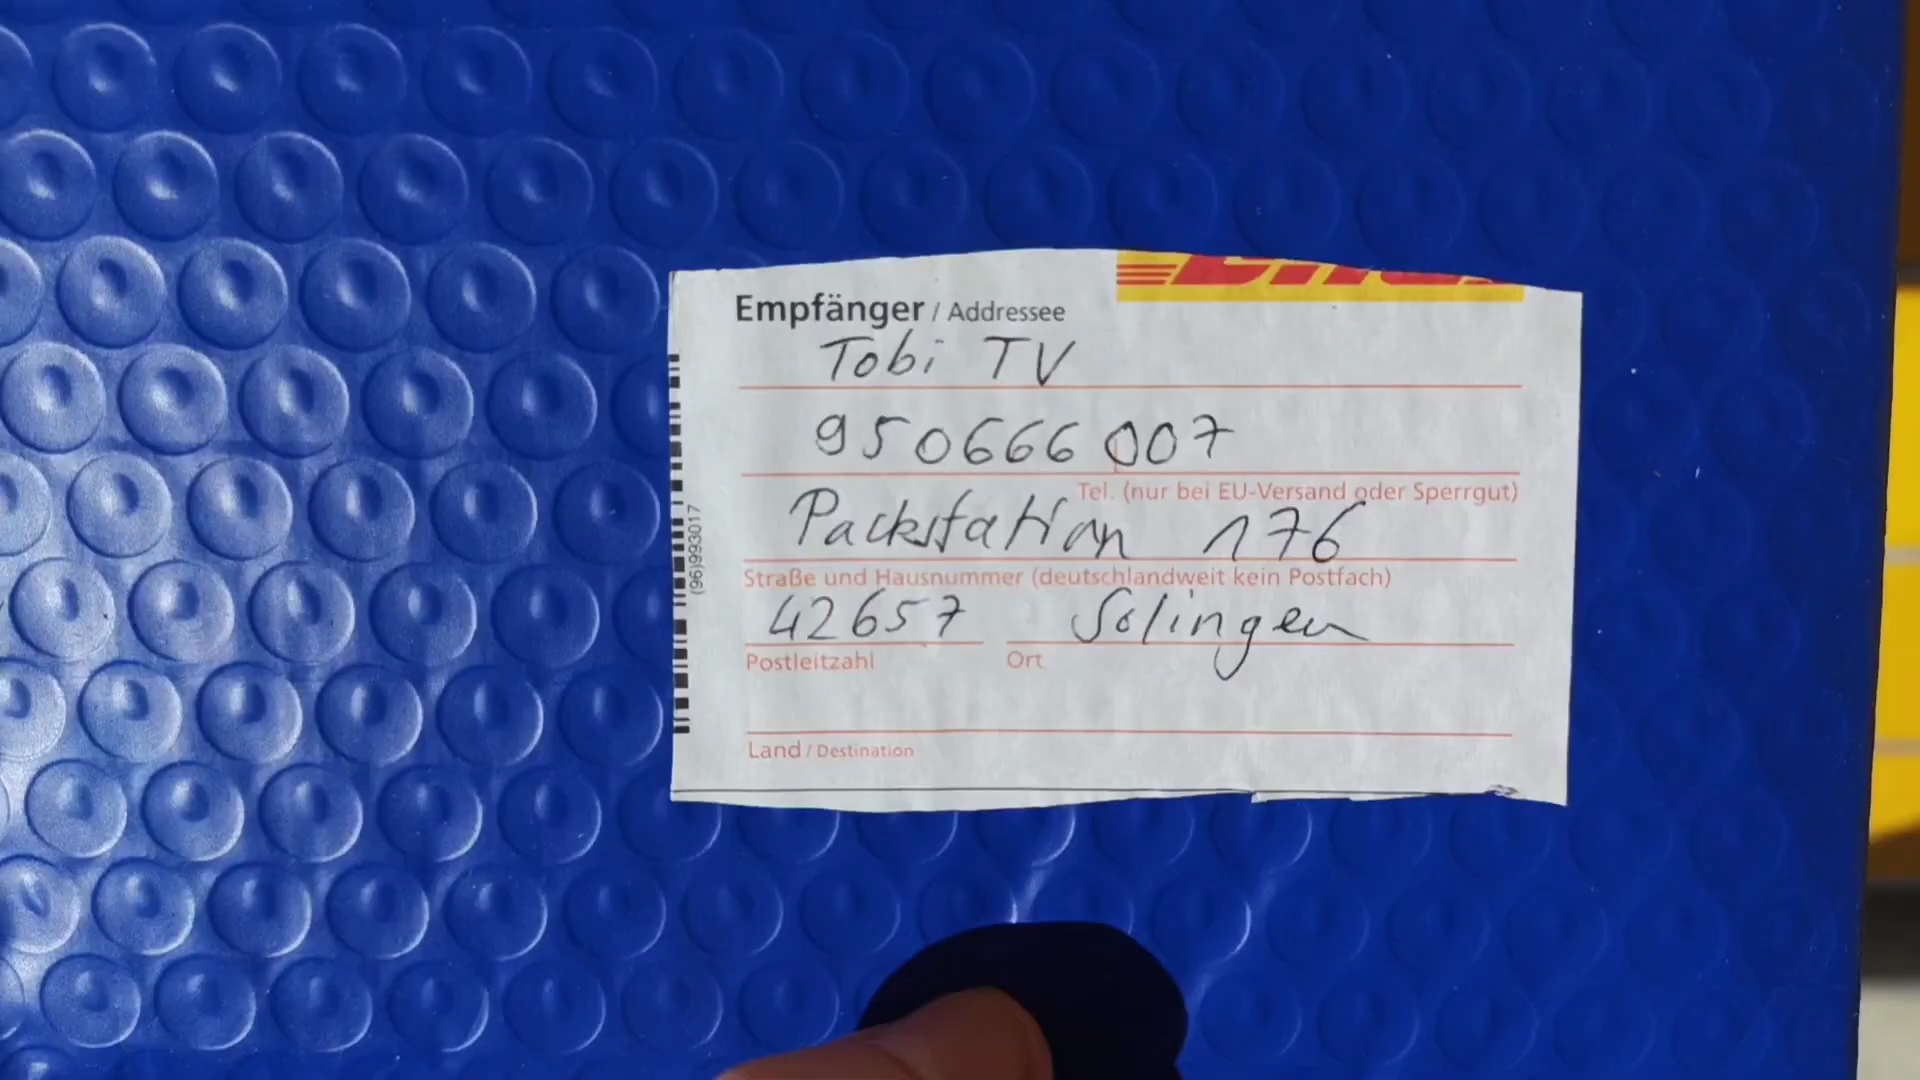 DHL
Empfänger / Addressee
Tobi TV
950666007
Tel. (nur bei EU-Versand oder Sperrgut)
Packstation 176
Straße und Hausnummer (deutschlandweit kein Postfach)
42657 Solingen
Postleitzahl Ort
Land / Destination
(96)993017